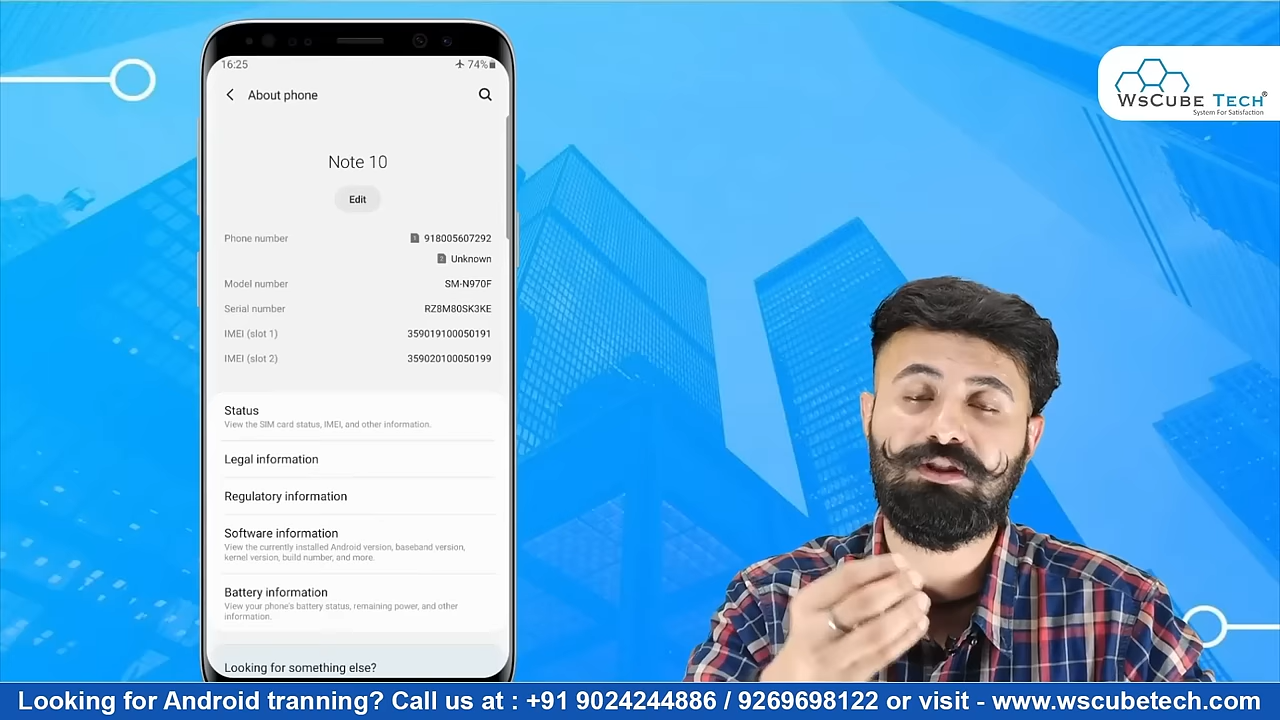 16:25
74%
About phone
Note 10
Edit
Phone number
1 918005607292
2 Unknown
Model number
SM-N970F
Serial number
RZ8M80SK3KE
IMEI (slot 1)
359019100050191
IMEI (slot 2)
359020100050199
Status
View the SIM card status, IMEI, and other information.
Legal information
Regulatory information
Software information
View the currently installed Android version, baseband version,
kernel version, build number, and more.
Battery information
View your phone's battery status, remaining power, and other
information.
Looking for something else?
WsCube Tech®
System For Satisfaction
Looking for Android tranning? Call us at : +91 9024244886 / 9269698122 or visit - www.wscubetech.com